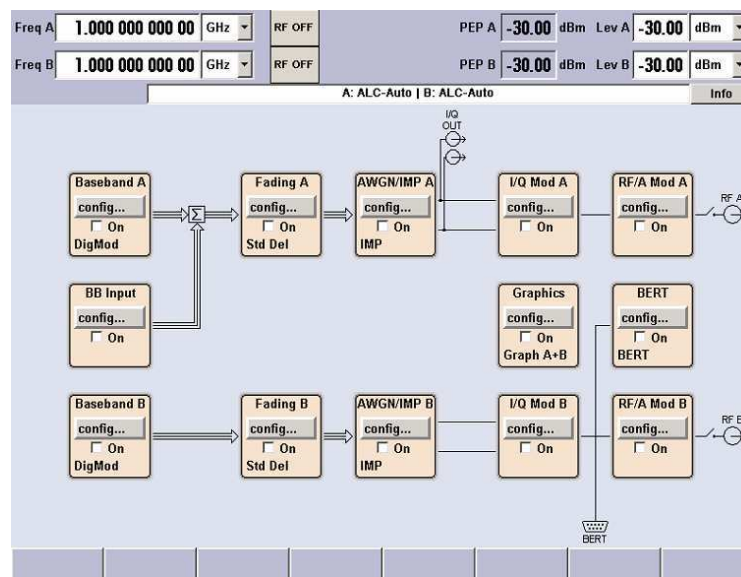 Freq A 1.000 000 000 00 GHz RF OFF PEP A -30.00 dBm Lev A -30.00 dBm
Freq B 1.000 000 000 00 GHz RF OFF PEP B -30.00 dBm Lev B -30.00 dBm
A: ALC-Auto | B: ALC-Auto Info
I/Q
OUT
Baseband A
config...
On
DigMod
Σ
Fading A
config...
On
Std Del
AWGN/IMP A
config...
On
IMP
I/Q Mod A
config...
On
RF/A Mod A
config...
On
RF A
BB Input
config...
On
Graphics
config...
On
Graph A+B
BERT
config...
On
BERT
Baseband B
config...
On
DigMod
Fading B
config...
On
Std Del
AWGN/IMP B
config...
On
IMP
I/Q Mod B
config...
On
RF/A Mod B
config...
On
RF B
BERT